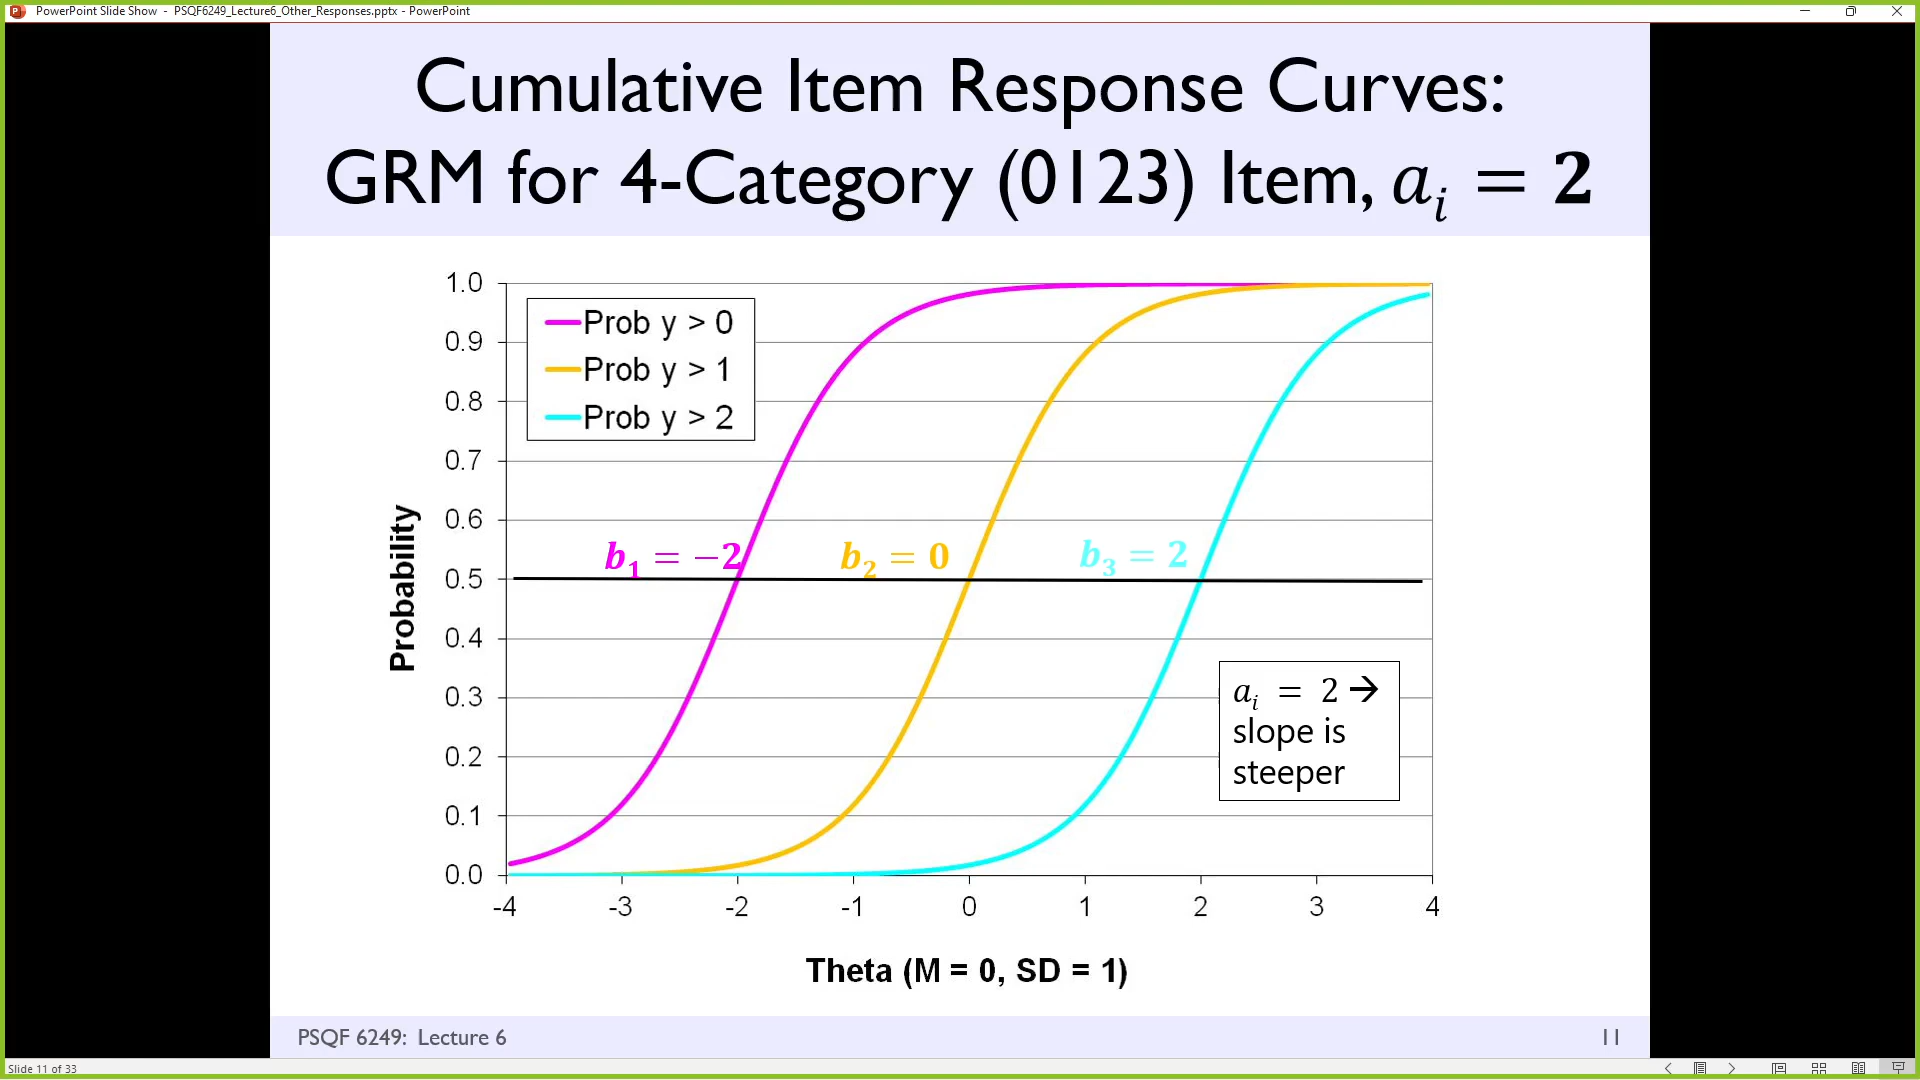 PowerPoint Slide Show - PSQF6249_Lecture6_Other_Responses.pptx - PowerPoint
Cumulative Item Response Curves:
GRM for 4-Category (0123) Item, aᵢ = 2
1.0
0.9
0.8
0.7
0.6
0.5
0.4
0.3
0.2
0.1
0.0
Probability
Prob y > 0
Prob y > 1
Prob y > 2
b₁ = −2
b₂ = 0
b₃ = 2
aᵢ = 2 →
slope is
steeper
-4 -3 -2 -1 0 1 2 3 4
Theta (M = 0, SD = 1)
PSQF 6249: Lecture 6
11
Slide 11 of 33